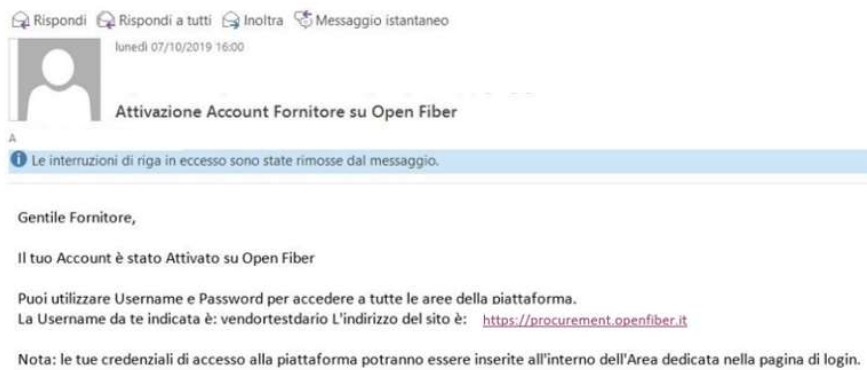 Rispondi Rispondi a tutti Inoltra Messaggio istantaneo
lunedì 07/10/2019 16:00
Attivazione Account Fornitore su Open Fiber
A
Le interruzioni di riga in eccesso sono state rimosse dal messaggio.
Gentile Fornitore,
Il tuo Account è stato Attivato su Open Fiber
Puoi utilizzare Username e Password per accedere a tutte le aree della piattaforma.
La Username da te indicata è: vendortestdario L'indirizzo del sito è: https://procurement.openfiber.it
Nota: le tue credenziali di accesso alla piattaforma potranno essere inserite all'interno dell'Area dedicata nella pagina di login.